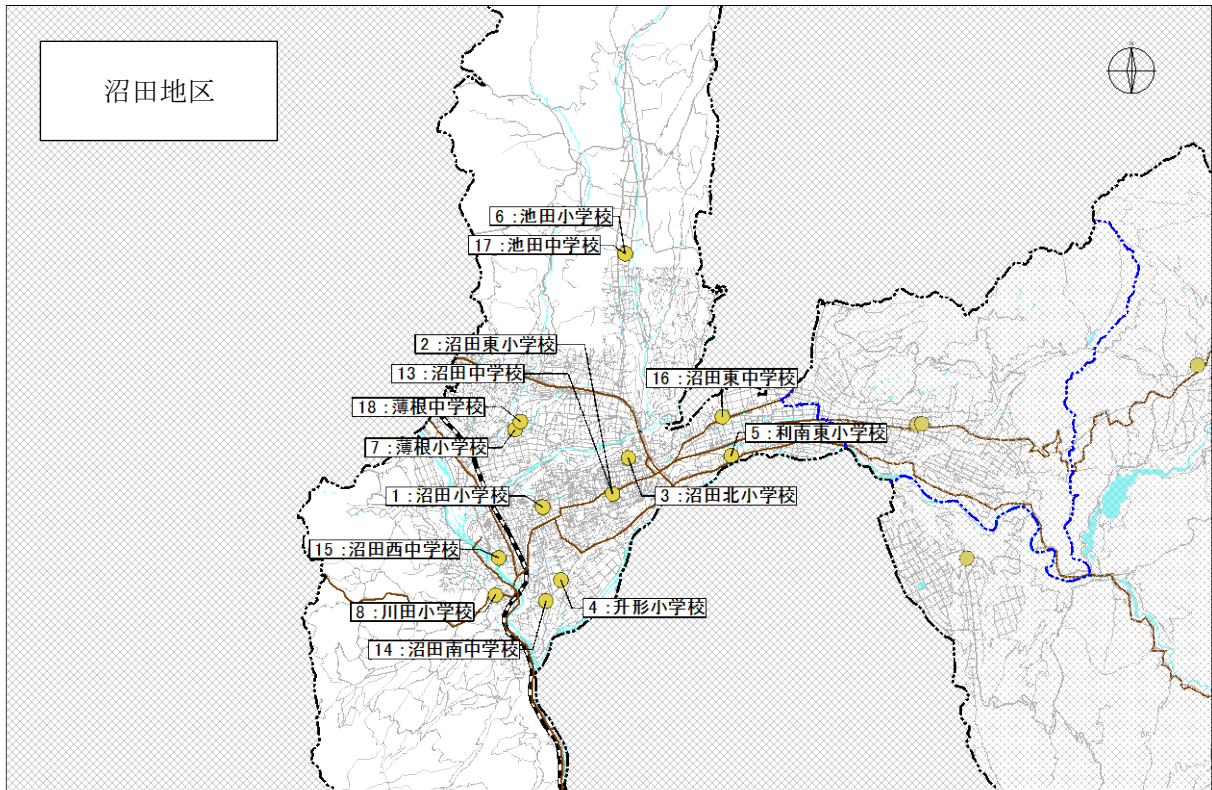 沼田地区
N
6：池田小学校
17：池田中学校
2：沼田東小学校
13：沼田中学校
16：沼田東中学校
18：薄根中学校
5：利南東小学校
7：薄根小学校
1：沼田小学校
3：沼田北小学校
15：沼田西中学校
8：川田小学校
4：升形小学校
14：沼田南中学校